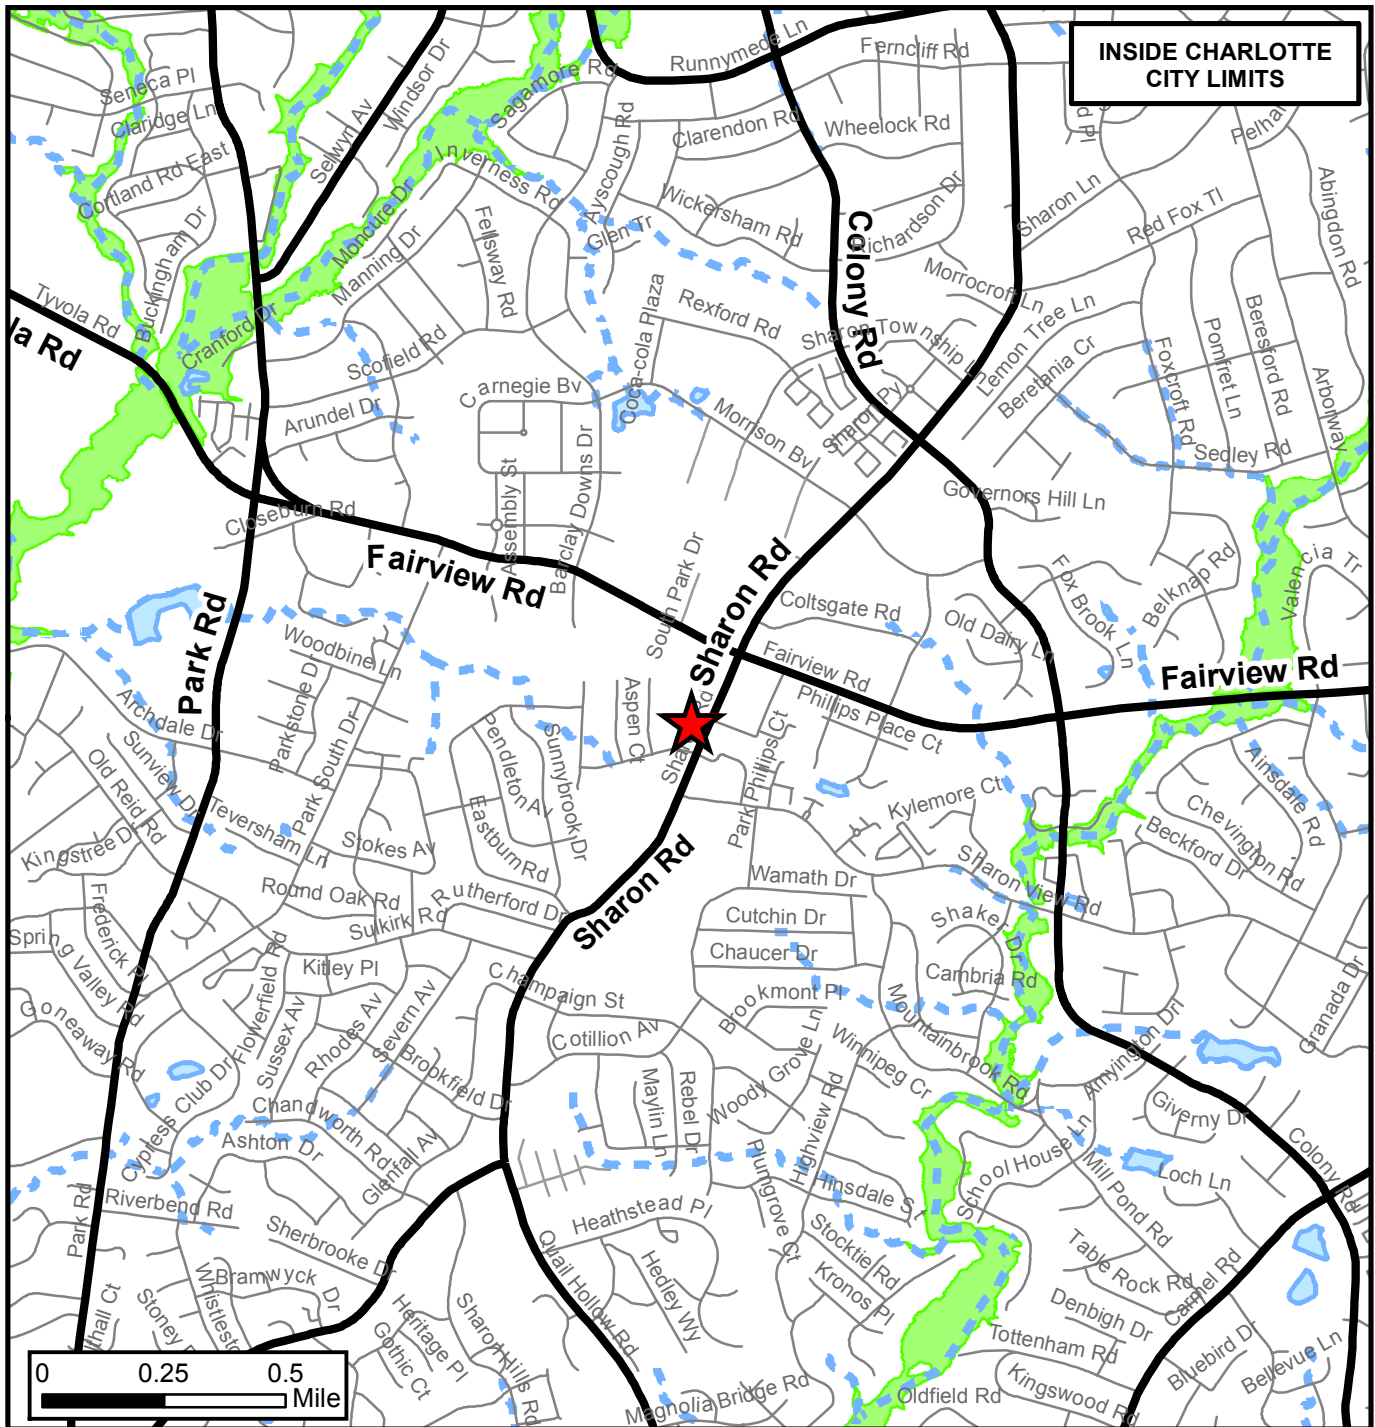 INSIDE CHARLOTTE
CITY LIMITS
Runnymede Ln
Ferncliff Rd
Seneca Pl
Claridge Ln
Cortland Rd East
Selwyn Av
Windsor Dr
Sagamore Rd
Clarendon Rd
Wheelock Rd
d Pl
Pelha
Inverness Rd
Ayscough Rd
Wickersham Rd
Richardson Dr
Sharon Ln
Red Fox Tl
Abingdon Rd
Buckingham Dr
Moncure Dr
Manning Dr
Fellsway Rd
Glen Tr
Colony Rd
Morrocroft Ln
Tyvola Rd
la Rd
Cranford Dr
Scofield Rd
Coca-cola Plaza
Rexford Rd
Sharon Township Ln
Lemon Tree Ln
Beretania Cr
Foxcroft Rd
Pomfret Ln
Beresford Rd
Arborway
Carnegie Bv
Arundel Dr
Morrison Bv
Sharon Py
Sedley Rd
Closeburn Rd
Assembly St
Barclay Downs Dr
Governors Hill Ln
Fairview Rd
South Park Dr
Sharon Rd
Coltsgate Rd
Old Dairy Ln
Fox Brook Ln
Belknap Rd
Valencia Tr
Park Rd
Woodbine Ln
Fairview Rd
Fairview Rd
Archdale Dr
Parkstone Dr
Park South Dr
Pendleton Av
Sunnybrook Dr
Aspen Ct
Sha
Rd
Phillips Place Ct
Park Phillips Ct
Sunview Dr
Old Reid Rd
Teversham Ln
Stokes Av
Eastburn Rd
Kylemore Ct
Ainsdale Rd
Chevington Rd
Beckford Dr
Kingstree Dr
Frederick Pl
Round Oak Rd
Sulkirk Rd
Rutherford Dr
Sharon Rd
Wamath Dr
Sharon View Rd
Cutchin Dr
Shaker Dr
Spring Valley Rd
Kitley Pl
Chaucer Dr
Cambria Rd
Goneaway Rd
Flowerfield Rd
Sussex Av
Rhodes Av
Severn Av
Champaign St
Cotillion Av
Brookmont Pl
Mountainbrook Rd
Granada Dr
Brookfield Dr
Maylin Ln
Rebel Dr
Woody Grove Ln
Winnipeg Cr
Amyington Dr
Giverny Dr
Cypress Club Dr
Chandworth Rd
Ashton Dr
Glenfall Av
Plumgrove Ct
Highview Rd
Hinsdale St
School House Ln
Mill Pond Rd
Loch Ln
Colony Rd
Park Rd
Riverbend Rd
Sherbrooke Dr
Heathstead Pl
Stocktie Rd
Kronos Pl
Table Rock Rd
Carmel Rd
Bramwyck Dr
Whistlesto
Stoney
thall Ct
Quail Hollow Rd
Hedley Wy
Denbigh Dr
Tottenham Rd
Heritage Pl
Gothic Ct
Sharon Hills Rd
Magnolia Bridge Rd
Oldfield Rd
Kingswood Rd
Bluebird Dr
Bellevue Ln
0 0.25 0.5
Mile